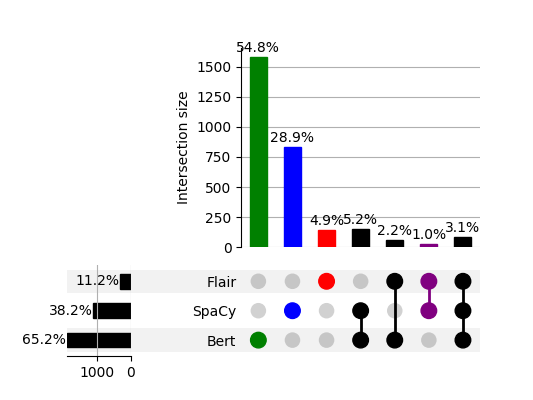 54.8%
1500
1250
28.9%
1000
750
500
4.9% 5.2% 2.2% 1.0% 3.1%
250
0
Intersection size
11.2% Flair
38.2% SpaCy
65.2% Bert
1000 0